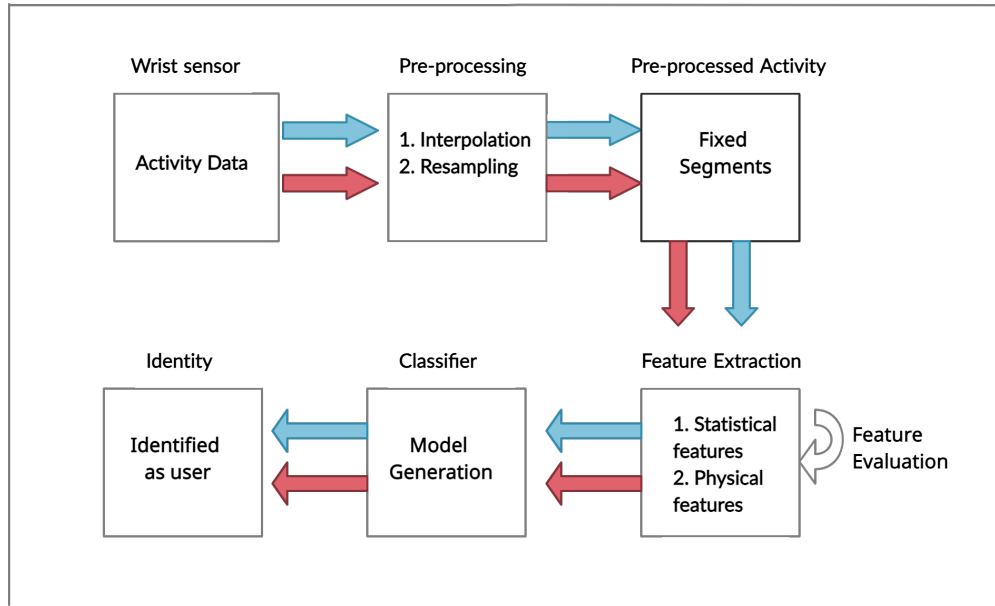 Wrist sensor
Activity Data
Pre-processing
1. Interpolation
2. Resampling
Pre-processed Activity
Fixed
Segments
Identity
Identified
as user
Classifier
Model
Generation
Feature Extraction
1. Statistical
features
2. Physical
features
Feature
Evaluation